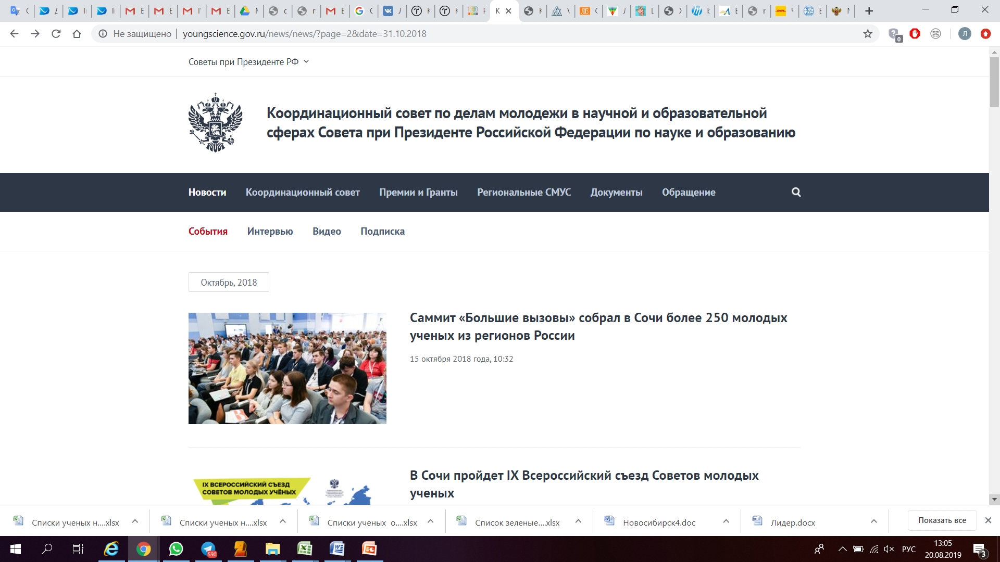 Не защищено | youngscience.gov.ru/news/news/?page=2&date=31.10.2018
Советы при Президенте РФ
Координационный совет по делам молодежи в научной и образовательной
сферах Совета при Президенте Российской Федерации по науке и образованию
Новости Координационный совет Премии и Гранты Региональные СМУС Документы Обращение
События Интервью Видео Подписка
Октябрь, 2018
Саммит «Большие вызовы» собрал в Сочи более 250 молодых
ученых из регионов России
15 октября 2018 года, 10:32
В Сочи пройдет IX Всероссийский съезд Советов молодых
ученых
IX ВСЕРОССИЙСКИЙ СЪЕЗД
СОВЕТОВ МОЛОДЫХ УЧЁНЫХ
Списки ученых н....xlsx Списки ученых н....xlsx Списки ученых о....xlsx Список зеленые....xlsx Новосибирск4.doc Лидер.docx Показать все
590
РУС
13:05
20.08.2019
3